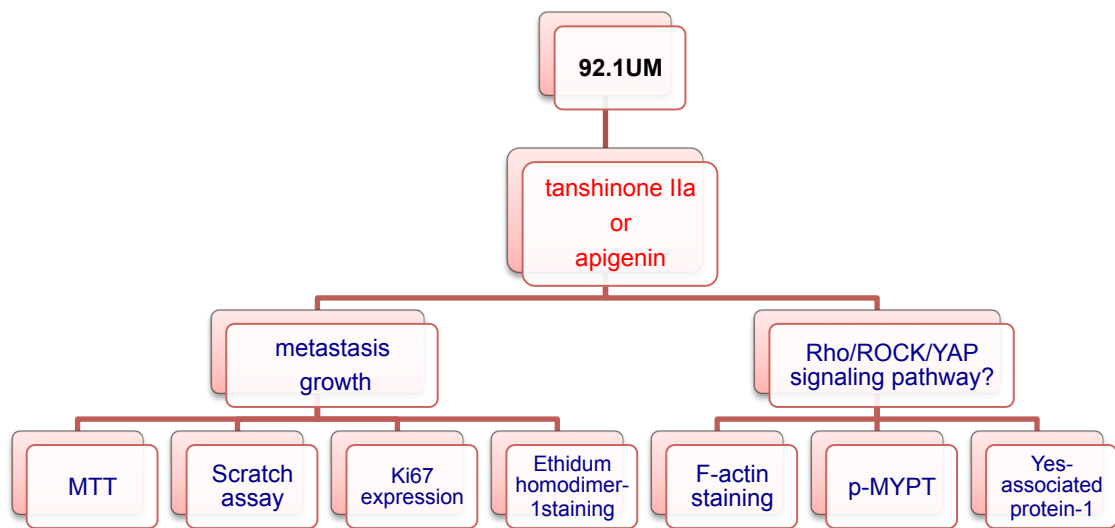 92.1UM
tanshinone IIa
or
apigenin
metastasis
growth
Rho/ROCK/YAP
signaling pathway?
MTT
Scratch
assay
Ki67
expression
Ethidum
homodimer-
1staining
F-actin
staining
p-MYPT
Yes-
associated
protein-1